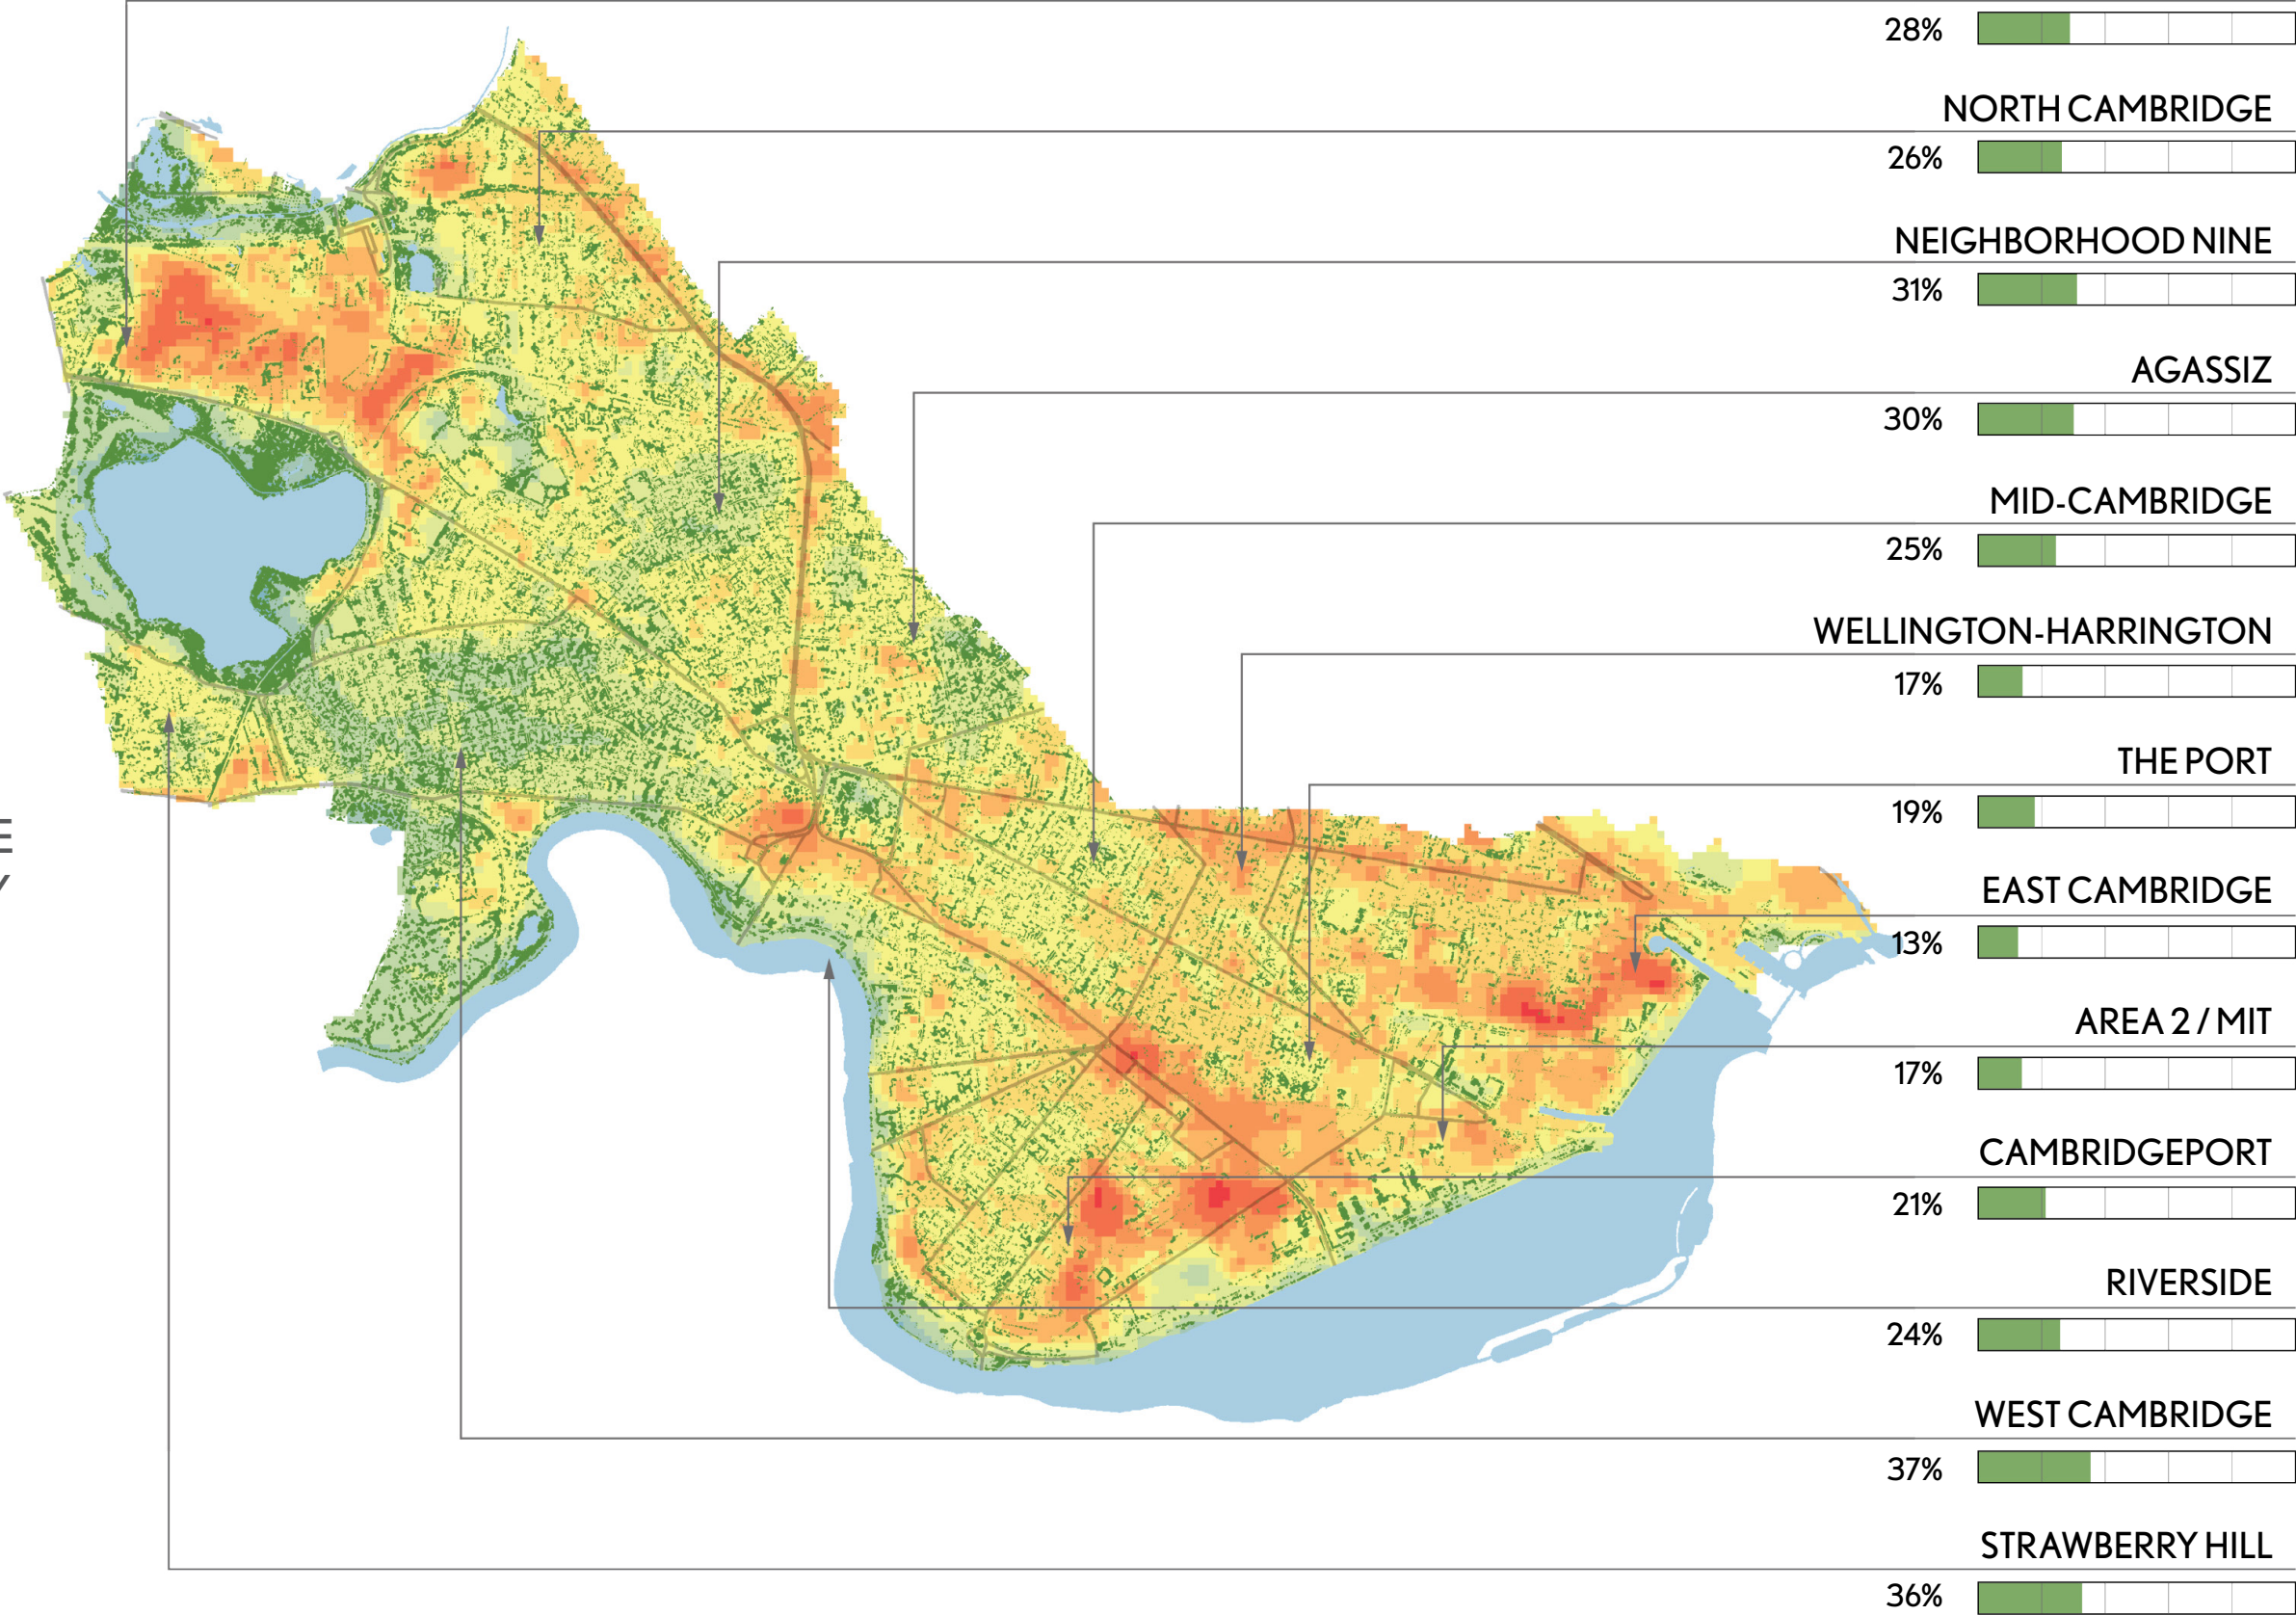 28%
NORTH CAMBRIDGE
26%
NEIGHBORHOOD NINE
31%
AGASSIZ
30%
MID-CAMBRIDGE
25%
WELLINGTON-HARRINGTON
17%
THE PORT
19%
EAST CAMBRIDGE
13%
AREA 2 / MIT
17%
CAMBRIDGEPORT
21%
RIVERSIDE
24%
WEST CAMBRIDGE
37%
STRAWBERRY HILL
36%